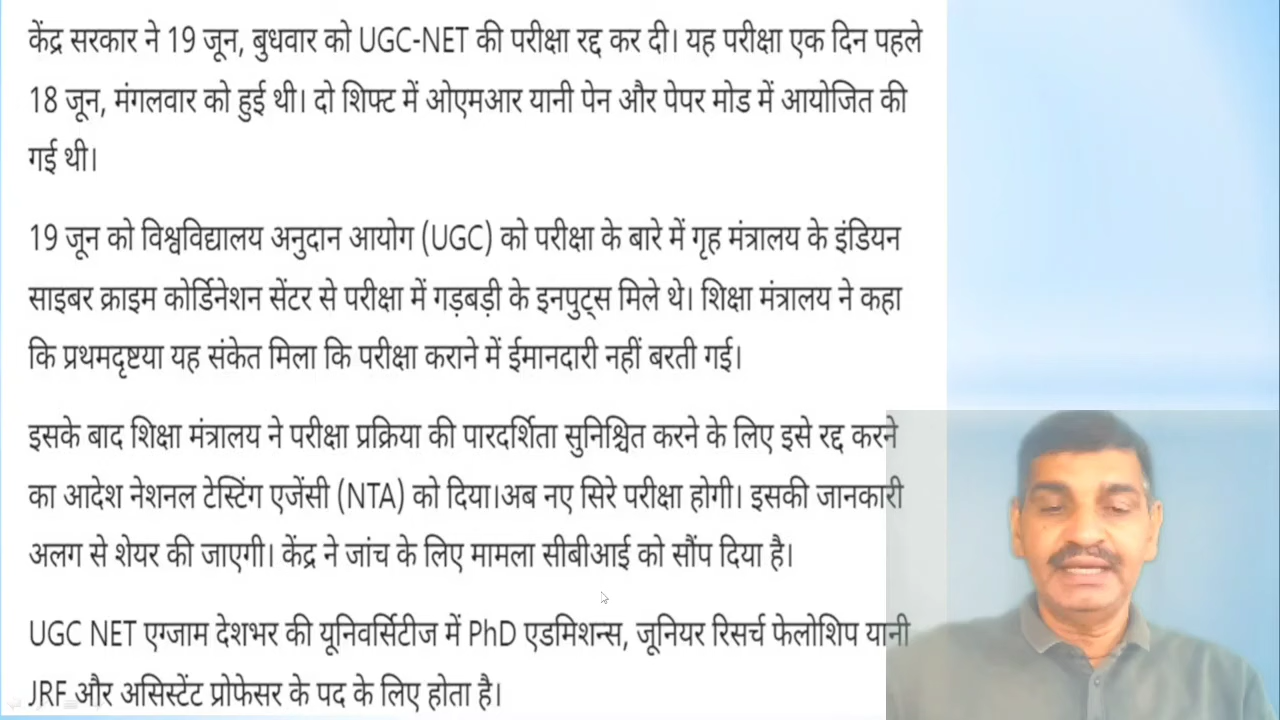 केंद्र सरकार ने 19 जून, बुधवार को UGC-NET की परीक्षा रद्द कर दी। यह परीक्षा एक दिन पहले
18 जून, मंगलवार को हुई थी। दो शिफ्ट में ओएमआर यानी पेन और पेपर मोड में आयोजित की
गई थी।
19 जून को विश्वविद्यालय अनुदान आयोग (UGC) को परीक्षा के बारे में गृह मंत्रालय के इंडियन
साइबर क्राइम कोर्डिनेशन सेंटर से परीक्षा में गड़बड़ी के इनपुट्स मिले थे। शिक्षा मंत्रालय ने कहा
कि प्रथमदृष्टया यह संकेत मिला कि परीक्षा कराने में ईमानदारी नहीं बरती गई।
इसके बाद शिक्षा मंत्रालय ने परीक्षा प्रक्रिया की पारदर्शिता सुनिश्चित करने के लिए इसे रद्द करने
का आदेश नेशनल टेस्टिंग एजेंसी (NTA) को दिया।अब नए सिरे परीक्षा होगी। इसकी जानकारी
अलग से शेयर की जाएगी। केंद्र ने जांच के लिए मामला सीबीआई को सौंप दिया है।
UGC NET एग्जाम देशभर की यूनिवर्सिटीज में PhD एडमिशन्स, जूनियर रिसर्च फेलोशिप यानी
JRF और असिस्टेंट प्रोफेसर के पद के लिए होता है।